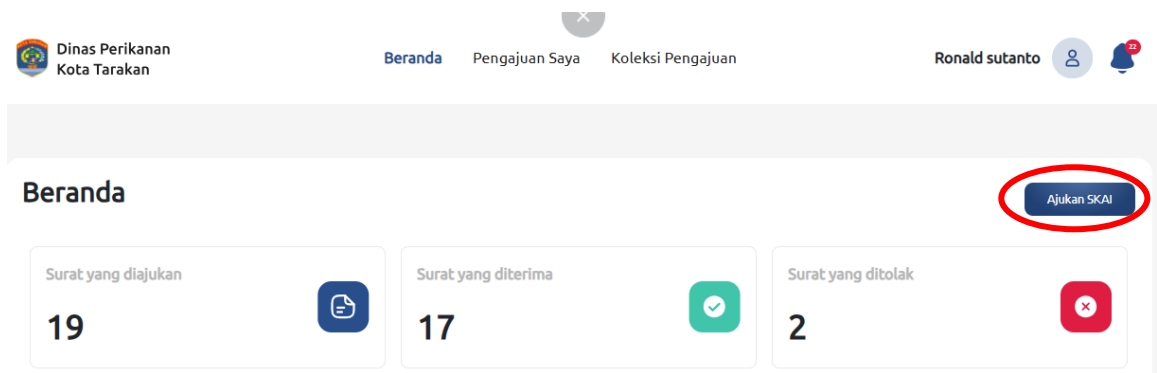 Dinas Perikanan
Kota Tarakan
Beranda
Pengajuan Saya
Koleksi Pengajuan
Ronald sutanto
22
Beranda
Ajukan SKAI
Surat yang diajukan
19
Surat yang diterima
17
Surat yang ditolak
2